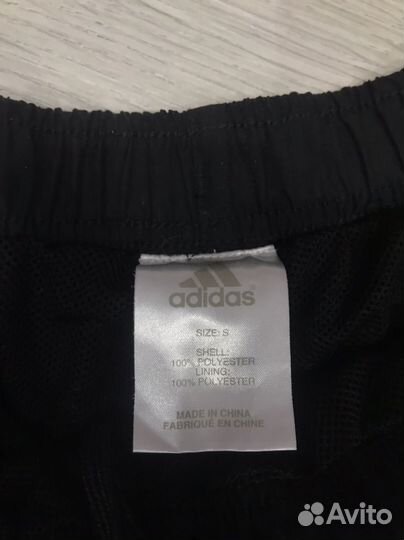 adidas
SIZE: S
SHELL:
100% POLYESTER
LINING:
100% POLYESTER
MADE IN CHINA
FABRIQUÉ EN CHINE
Avito